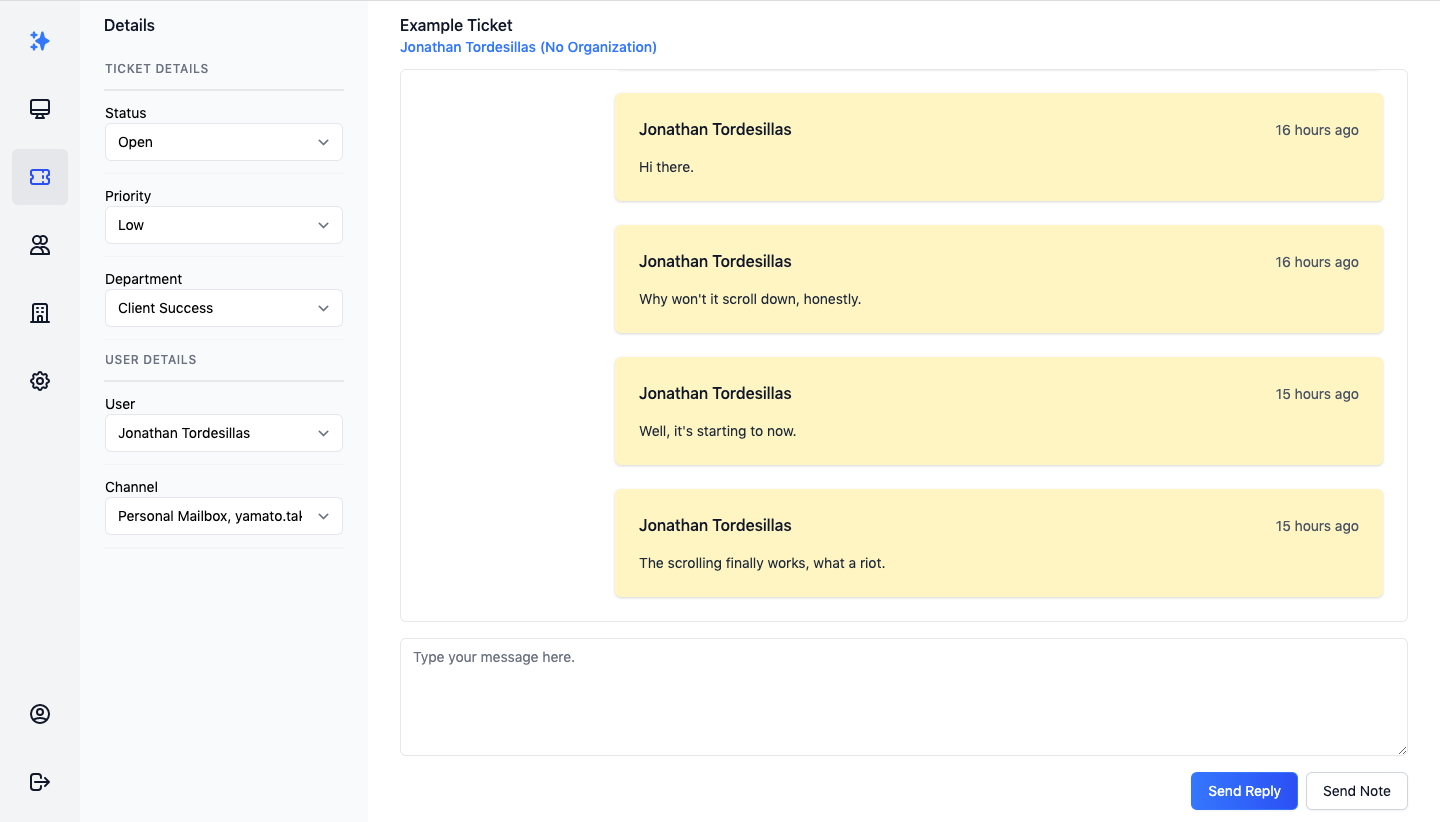 Details
TICKET DETAILS
Status
Open
Priority
Low
Department
Client Success
USER DETAILS
User
Jonathan Tordesillas
Channel
Personal Mailbox, yamato.tak
Example Ticket
Jonathan Tordesillas (No Organization)
Jonathan Tordesillas 16 hours ago
Hi there.
Jonathan Tordesillas 16 hours ago
Why won't it scroll down, honestly.
Jonathan Tordesillas 15 hours ago
Well, it's starting to now.
Jonathan Tordesillas 15 hours ago
The scrolling finally works, what a riot.
Type your message here.
Send Reply Send Note